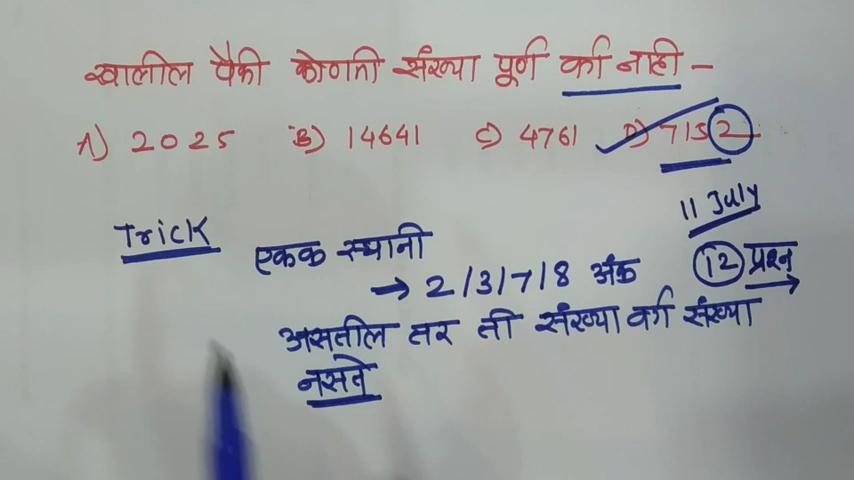 खालील पैकी कोणती संख्या पूर्ण वर्ग नाही -
A) 2025 B) 14641 C) 4761 D) 7152
11 July
Trick
एकक स्थानी
12 प्रश्न
→ 2/3/7/8 अंक
असतील तर ती संख्या वर्ग संख्या
नसते